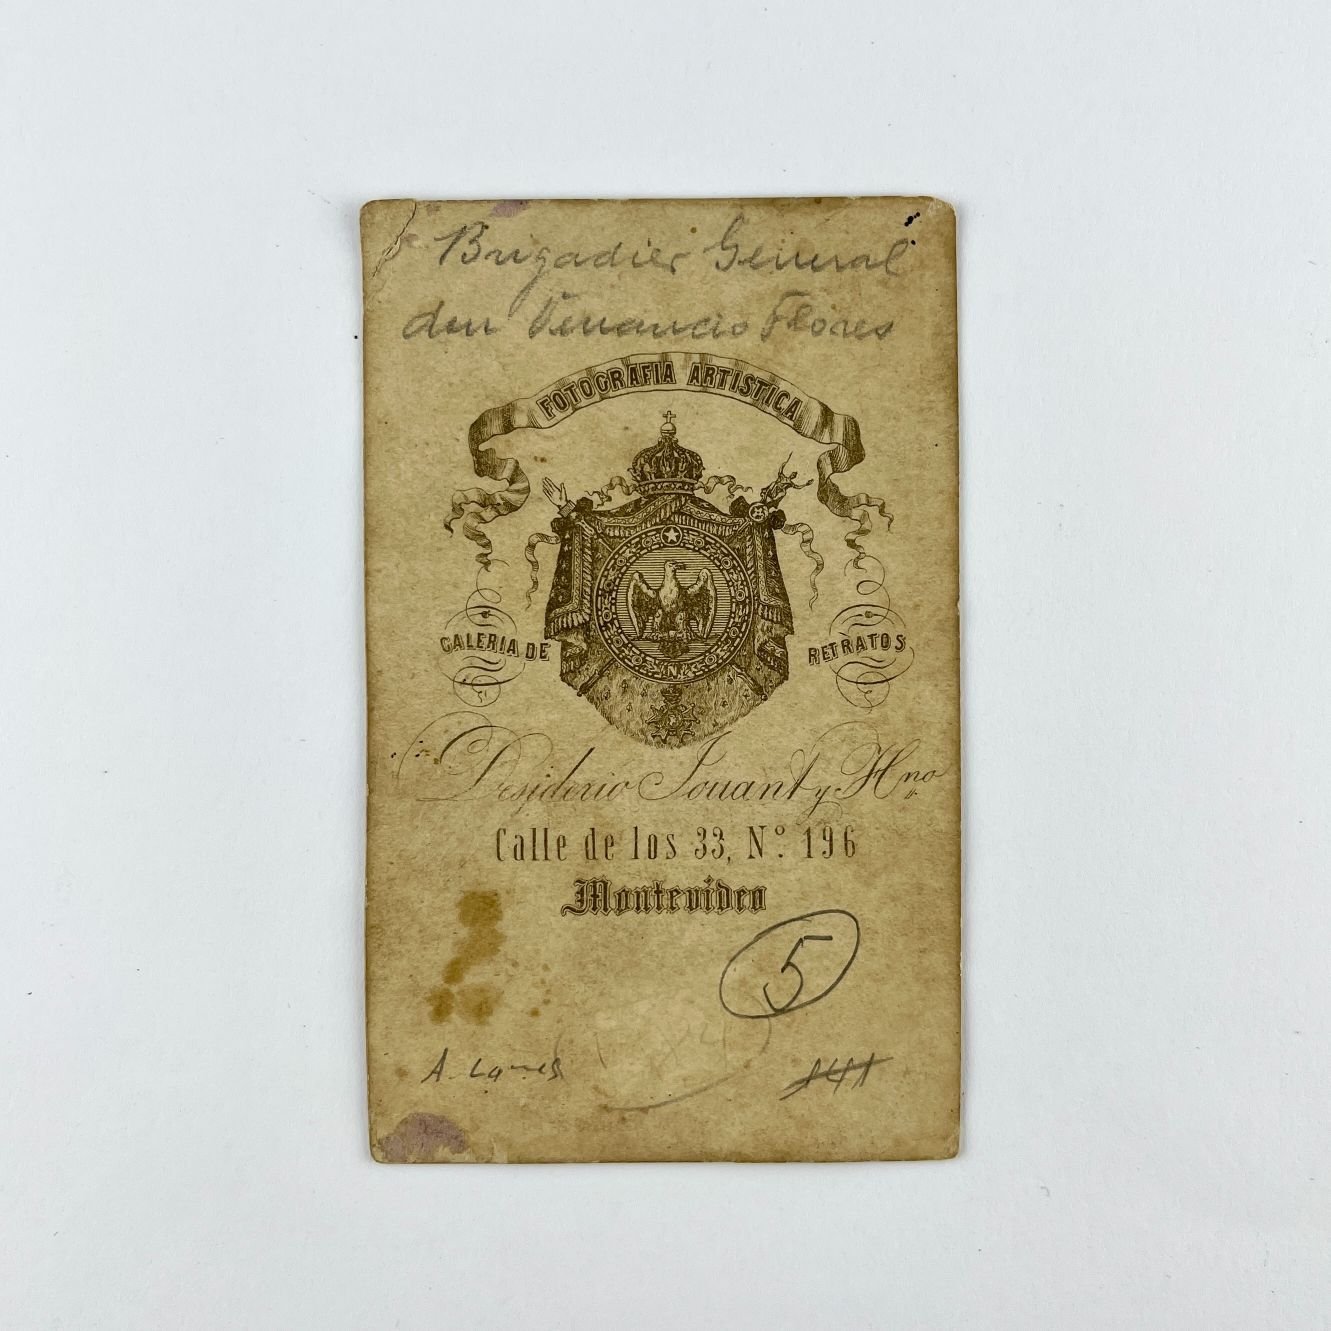 Brigadier General
don Venancio Flores
FOTOGRAFIA ARTISTICA
N
GALERIA DE RETRATOS
Desiderio Jouant y Hno
Calle de los 33, Nº 196
Montevideo
5
A.
141